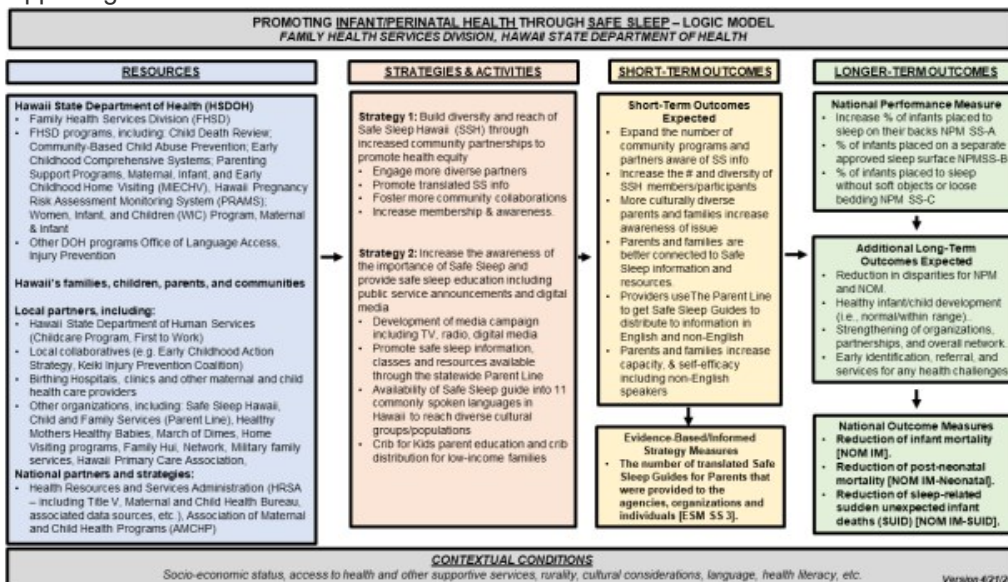 PROMOTING INFANT/PERINATAL HEALTH THROUGH SAFE SLEEP – LOGIC MODEL
FAMILY HEALTH SERVICES DIVISION, HAWAII STATE DEPARTMENT OF HEALTH
RESOURCES
Hawaii State Department of Health (HSDOH)
• Family Health Services Division (FHSD)
• FHSD programs, including: Child Death Review;
Community-Based Child Abuse Prevention; Early
Childhood Comprehensive Systems; Parenting
Support Programs, Maternal, Infant, and Early
Childhood Home Visiting (MIECHV), Hawaii Pregnancy
Risk Assessment Monitoring System (PRAMS);
Women, Infant, and Children (WIC) Program, Maternal
& Infant
• Other DOH programs Office of Language Access,
Injury Prevention
Hawaii's families, children, parents, and communities
Local partners, including:
• Hawaii State Department of Human Services
(Childcare Program, First to Work)
• Local collaboratives (e.g. Early Childhood Action
Strategy, Keiki Injury Prevention Coalition)
• Birthing Hospitals, clinics and other maternal and child
health care providers
• Other organizations, including: Safe Sleep Hawaii,
Child and Family Services (Parent Line), Healthy
Mothers Healthy Babies, March of Dimes, Home
Visiting programs, Family Hui, Network, Military family
services, Hawaii Primary Care Association,
National partners and strategies:
• Health Resources and Services Administration (HRSA
– including Title V, Maternal and Child Health Bureau,
associated data sources, etc.), Association of Maternal
and Child Health Programs (AMCHP)
STRATEGIES & ACTIVITIES
Strategy 1: Build diversity and reach of
Safe Sleep Hawaii (SSH) through
increased community partnerships to
promote health equity
• Engage more diverse partners
• Promote translated SS info
• Foster more community collaborations
• Increase membership & awareness.
Strategy 2: Increase the awareness of
the importance of Safe Sleep and
provide safe sleep education including
public service announcements and digital
media
• Development of media campaign
including TV, radio, digital media
• Promote safe sleep information,
classes and resources available
through the statewide Parent Line
• Availability of Safe Sleep guide into 11
commonly spoken languages in
Hawaii to reach diverse cultural
groups/populations
• Crib for Kids parent education and crib
distribution for low-income families
SHORT-TERM OUTCOMES
Short-Term Outcomes
Expected
• Expand the number of
community programs and
partners aware of SS info
• Increase the # and diversity of
SSH members/participants
• More culturally diverse
parents and families increase
awareness of issue
• Parents and families are
better connected to Safe
Sleep information and
resources.
• Providers use The Parent Line
to get Safe Sleep Guides to
distribute to information in
English and non-English
• Parents and families increase
capacity, & self-efficacy
including non-English
speakers
Evidence-Based/Informed
Strategy Measures
• The number of translated Safe
Sleep Guides for Parents that
were provided to the
agencies, organizations and
individuals [ESM SS 3].
LONGER-TERM OUTCOMES
National Performance Measure
• Increase % of infants placed to
sleep on their backs NPM SS-A
• % of infants placed on a separate
approved sleep surface NPMSS-B
• % of infants placed to sleep
without soft objects or loose
bedding NPM SS-C
Additional Long-Term
Outcomes Expected
• Reduction in disparities for NPM
and NOM.
• Healthy infant/child development
(i.e., normal/within range)..
• Strengthening of organizations,
partnerships, and overall network.
• Early identification, referral, and
services for any health challenges
National Outcome Measures
• Reduction of infant mortality
[NOM IM].
• Reduction of post-neonatal
mortality [NOM IM-Neonatal].
• Reduction of sleep-related
sudden unexpected infant
deaths (SUID) [NOM IM-SUID].
CONTEXTUAL CONDITIONS
Socio-economic status, access to health and other supportive services, rurality, cultural considerations, language, health literacy, etc.
Version